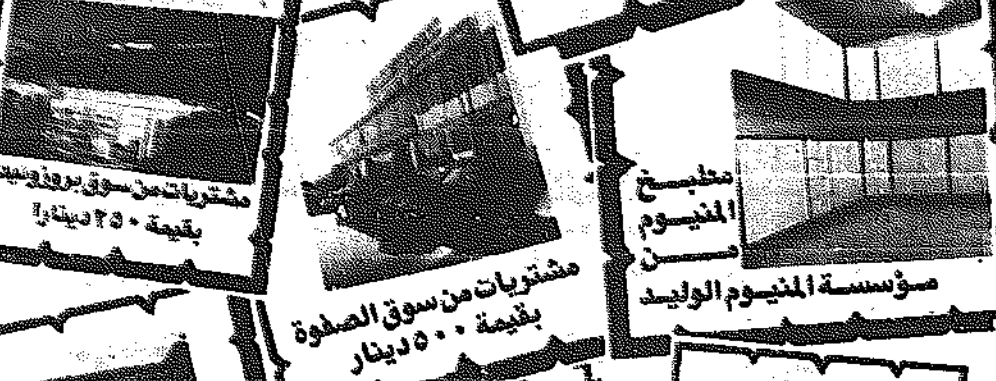 مطبخ
المنيوم
من
مؤسسة المنيوم الوليد
مشتريات من سوق الصفوة
بقيمة ٥٠٠ دينار
مشتريات من سوق
بقيمة ٢٥٠ دينارا